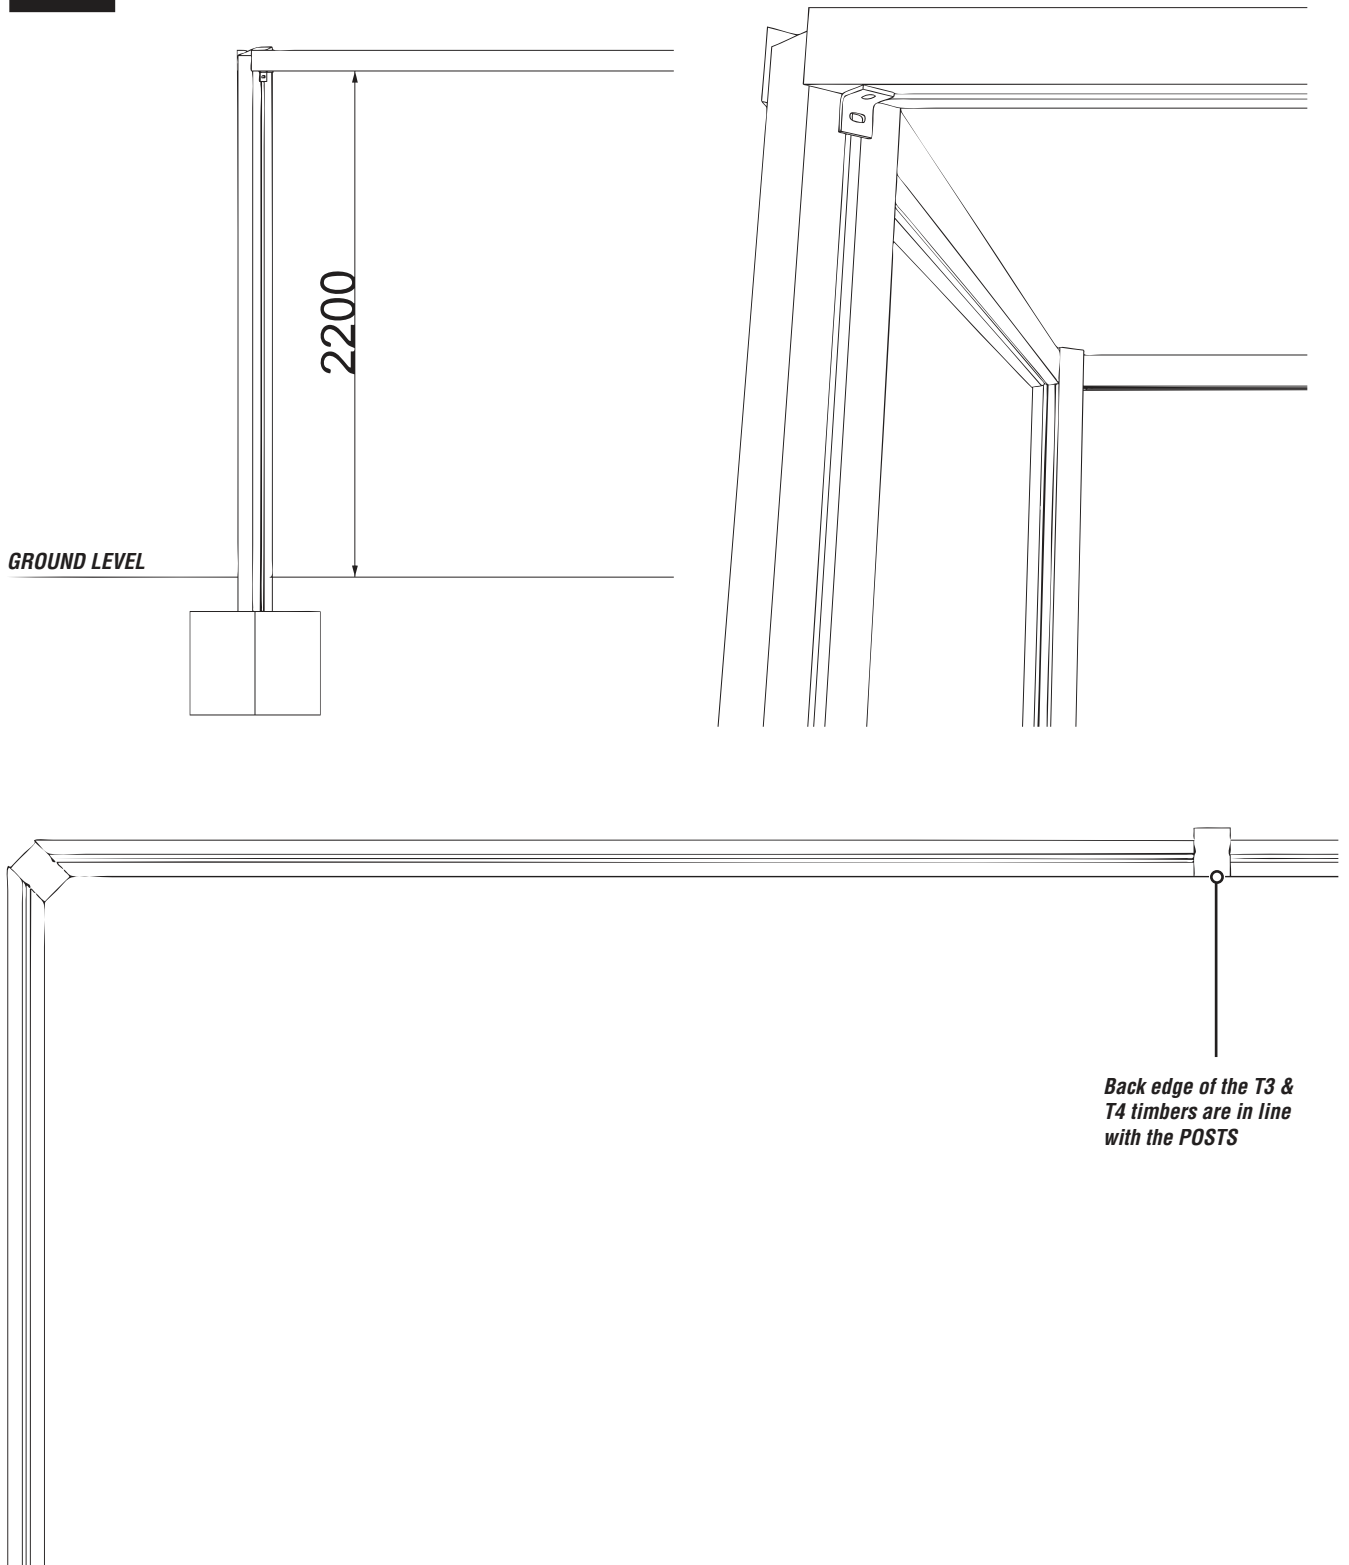 2200
GROUND LEVEL
Back edge of the T3 &
T4 timbers are in line
with the POSTS